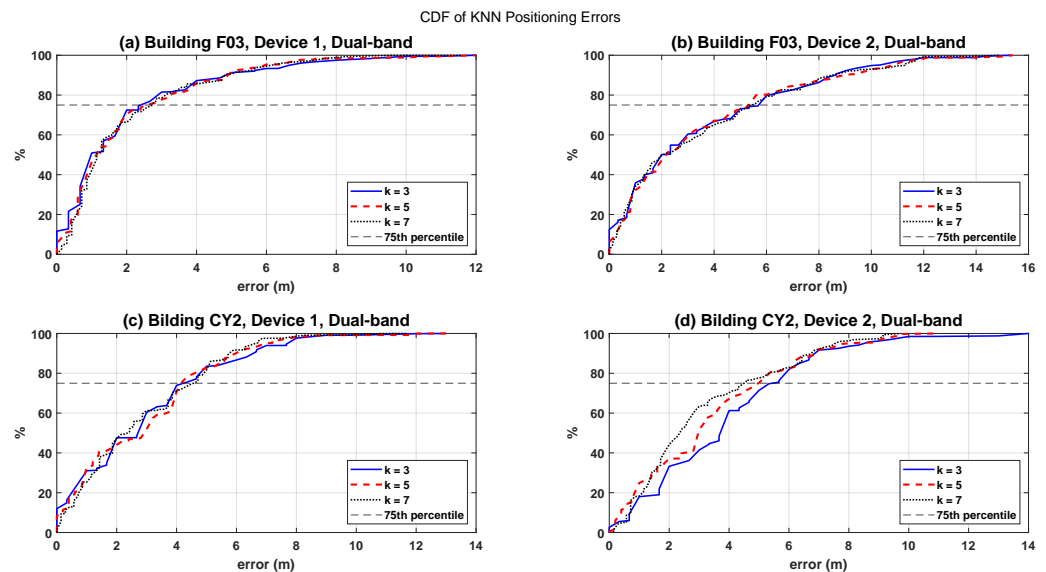 CDF of KNN Positioning Errors
(a) Building F03, Device 1, Dual-band
100
80
60
40
20
0
%
0 2 4 6 8 10 12
error (m)
k = 3
k = 5
k = 7
75th percentile
(b) Building F03, Device 2, Dual-band
100
80
60
40
20
0
%
0 2 4 6 8 10 12 14 16
error (m)
k = 3
k = 5
k = 7
75th percentile
(c) Bilding CY2, Device 1, Dual-band
100
80
60
40
20
0
%
0 2 4 6 8 10 12 14
error (m)
k = 3
k = 5
k = 7
75th percentile
(d) Bilding CY2, Device 2, Dual-band
100
80
60
40
20
0
%
0 2 4 6 8 10 12 14
error (m)
k = 3
k = 5
k = 7
75th percentile